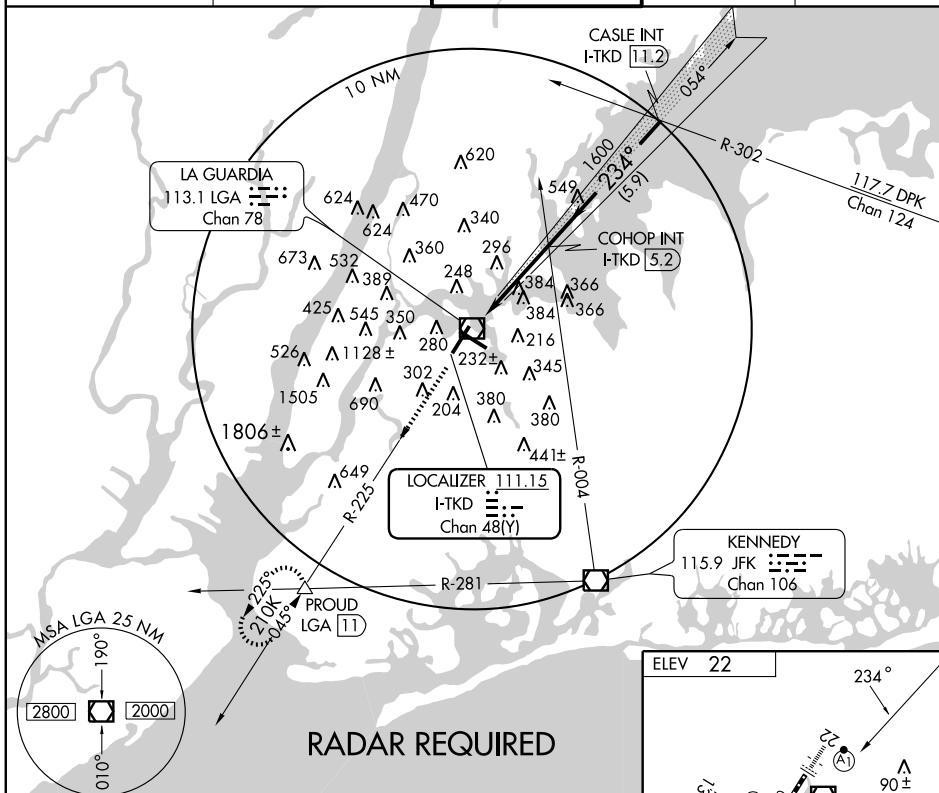 CASLE INT
I-TKD 11.2
10 NM
054°
R-302
1600
234°
(5.9)
117.7 DPK
Chan 124
LA GUARDIA
113.1 LGA
Chan 78
620
624
624
470
549
340
COHOP INT
I-TKD 5.2
360
296
673
532
389
248
384
384
366
366
425
545
350
280
216
526
1128 ±
232±
345
1505
690
302
204
380
380
1806 ±
441±
649
R-225
R-004
LOCALIZER 111.15
I-TKD
Chan 48(Y)
KENNEDY
115.9 JFK
Chan 106
R-281
225°
210K
045°
PROUD
LGA 11
MSA LGA 25 NM
190°
2800
2000
010°
RADAR REQUIRED
ELEV 22
234°
22
A1
90 ±
13